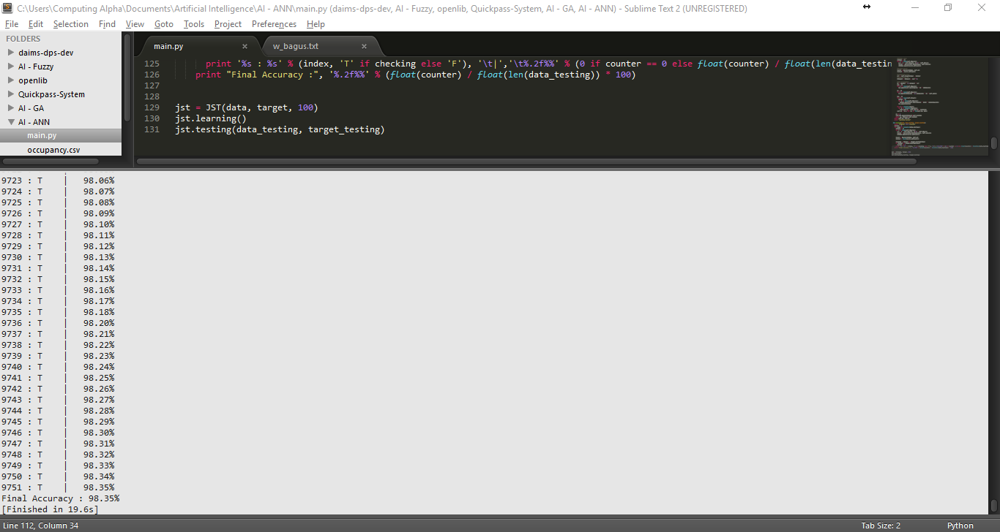 C:\Users\Computing Alpha\Documents\Artificial Intelligence\AI - ANN\main.py (daims-dps-dev, AI - Fuzzy, openlib, Quickpass-System, AI - GA, AI - ANN) - Sublime Text 2 (UNREGISTERED)
File Edit Selection Find View Goto Tools Project Preferences Help
FOLDERS
daims-dps-dev
AI - Fuzzy
openlib
Quickpass-System
AI - GA
AI - ANN
main.py
occupancy.csv
main.py × w_bagus.txt ×
125 print '%s : %s' % (index, 'T' if checking else 'F'), '\t|','\t%.2f%%' % (0 if counter == 0 else float(counter) / float(len(data_testin
126 print "Final Accuracy :", '%.2f%%' % (float(counter) / float(len(data_testing)) * 100)
127
128
129 jst = JST(data, target, 100)
130 jst.learning()
131 jst.testing(data_testing, target_testing)
9723 : T | 98.06%
9724 : T | 98.07%
9725 : T | 98.08%
9726 : T | 98.09%
9727 : T | 98.10%
9728 : T | 98.11%
9729 : T | 98.12%
9730 : T | 98.13%
9731 : T | 98.14%
9732 : T | 98.15%
9733 : T | 98.16%
9734 : T | 98.17%
9735 : T | 98.18%
9736 : T | 98.20%
9737 : T | 98.21%
9738 : T | 98.22%
9739 : T | 98.23%
9740 : T | 98.24%
9741 : T | 98.25%
9742 : T | 98.26%
9743 : T | 98.27%
9744 : T | 98.28%
9745 : T | 98.29%
9746 : T | 98.30%
9747 : T | 98.31%
9748 : T | 98.32%
9749 : T | 98.33%
9750 : T | 98.34%
9751 : T | 98.35%
Final Accuracy : 98.35%
[Finished in 19.6s]
Line 112, Column 34 Tab Size: 2 Python